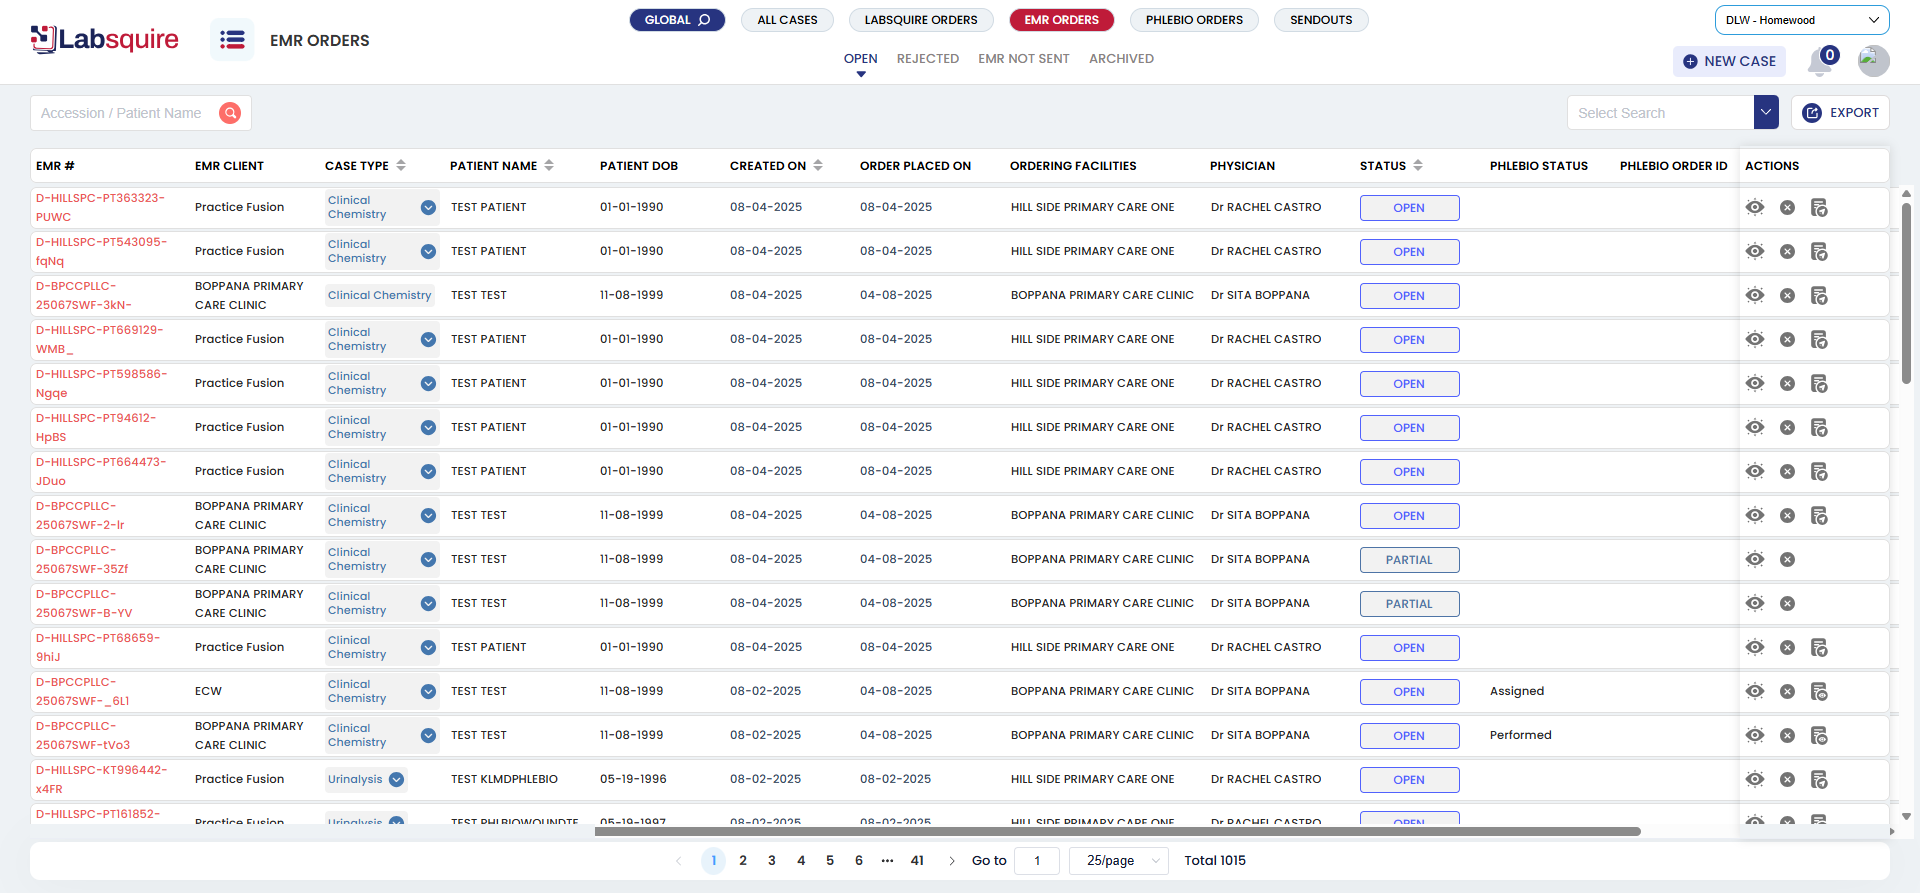 Labsquire
EMR ORDERS
GLOBAL
ALL CASES
LABSQUIRE ORDERS
EMR ORDERS
PHLEBIO ORDERS
SENDOUTS
OPEN
REJECTED
EMR NOT SENT
ARCHIVED
DLW - Homewood
NEW CASE
0
Accession / Patient Name
Select Search
EXPORT
EMR # EMR CLIENT CASE TYPE PATIENT NAME PATIENT DOB CREATED ON ORDER PLACED ON ORDERING FACILITIES PHYSICIAN STATUS PHLEBIO STATUS PHLEBIO ORDER ID ACTIONS
D-HILLSPC-PT363323-
PUWC
Practice Fusion
Clinical
Chemistry
TEST PATIENT 01-01-1990 08-04-2025 08-04-2025 HILL SIDE PRIMARY CARE ONE Dr RACHEL CASTRO OPEN
D-HILLSPC-PT543095-
fqNq
Practice Fusion
Clinical
Chemistry
TEST PATIENT 01-01-1990 08-04-2025 08-04-2025 HILL SIDE PRIMARY CARE ONE Dr RACHEL CASTRO OPEN
D-BPCCPLLC-
25067SWF-3kN-
BOPPANA PRIMARY
CARE CLINIC
Clinical Chemistry
TEST TEST 11-08-1999 08-04-2025 04-08-2025 BOPPANA PRIMARY CARE CLINIC Dr SITA BOPPANA OPEN
D-HILLSPC-PT669129-
WMB_
Practice Fusion
Clinical
Chemistry
TEST PATIENT 01-01-1990 08-04-2025 08-04-2025 HILL SIDE PRIMARY CARE ONE Dr RACHEL CASTRO OPEN
D-HILLSPC-PT598586-
Ngqe
Practice Fusion
Clinical
Chemistry
TEST PATIENT 01-01-1990 08-04-2025 08-04-2025 HILL SIDE PRIMARY CARE ONE Dr RACHEL CASTRO OPEN
D-HILLSPC-PT94612-
HpBS
Practice Fusion
Clinical
Chemistry
TEST PATIENT 01-01-1990 08-04-2025 08-04-2025 HILL SIDE PRIMARY CARE ONE Dr RACHEL CASTRO OPEN
D-HILLSPC-PT664473-
JDuo
Practice Fusion
Clinical
Chemistry
TEST PATIENT 01-01-1990 08-04-2025 08-04-2025 HILL SIDE PRIMARY CARE ONE Dr RACHEL CASTRO OPEN
D-BPCCPLLC-
25067SWF-2-Ir
BOPPANA PRIMARY
CARE CLINIC
Clinical
Chemistry
TEST TEST 11-08-1999 08-04-2025 04-08-2025 BOPPANA PRIMARY CARE CLINIC Dr SITA BOPPANA OPEN
D-BPCCPLLC-
25067SWF-35Zf
BOPPANA PRIMARY
CARE CLINIC
Clinical
Chemistry
TEST TEST 11-08-1999 08-04-2025 04-08-2025 BOPPANA PRIMARY CARE CLINIC Dr SITA BOPPANA PARTIAL
D-BPCCPLLC-
25067SWF-B-YV
BOPPANA PRIMARY
CARE CLINIC
Clinical
Chemistry
TEST TEST 11-08-1999 08-04-2025 04-08-2025 BOPPANA PRIMARY CARE CLINIC Dr SITA BOPPANA PARTIAL
D-HILLSPC-PT68659-
9hiJ
Practice Fusion
Clinical
Chemistry
TEST PATIENT 01-01-1990 08-04-2025 08-04-2025 HILL SIDE PRIMARY CARE ONE Dr RACHEL CASTRO OPEN
D-BPCCPLLC-
25067SWF-_6L1
ECW
Clinical
Chemistry
TEST TEST 11-08-1999 08-02-2025 04-08-2025 BOPPANA PRIMARY CARE CLINIC Dr SITA BOPPANA OPEN Assigned
D-BPCCPLLC-
25067SWF-tVo3
BOPPANA PRIMARY
CARE CLINIC
Clinical
Chemistry
TEST TEST 11-08-1999 08-02-2025 04-08-2025 BOPPANA PRIMARY CARE CLINIC Dr SITA BOPPANA OPEN Performed
D-HILLSPC-KT996442-
x4FR
Practice Fusion
Urinalysis
TEST KLMDPHLEBIO 05-19-1996 08-02-2025 08-02-2025 HILL SIDE PRIMARY CARE ONE Dr RACHEL CASTRO OPEN
D-HILLSPC-PT161852-
Practice Fusion
Urinalysis
TEST PHLBIOWOUNDTE 05-19-1997 08-02-2025 08-02-2025 HILL SIDE PRIMARY CARE ONE Dr RACHEL CASTRO OPEN
1 2 3 4 5 6 ••• 41 Go to 1 25/page Total 1015